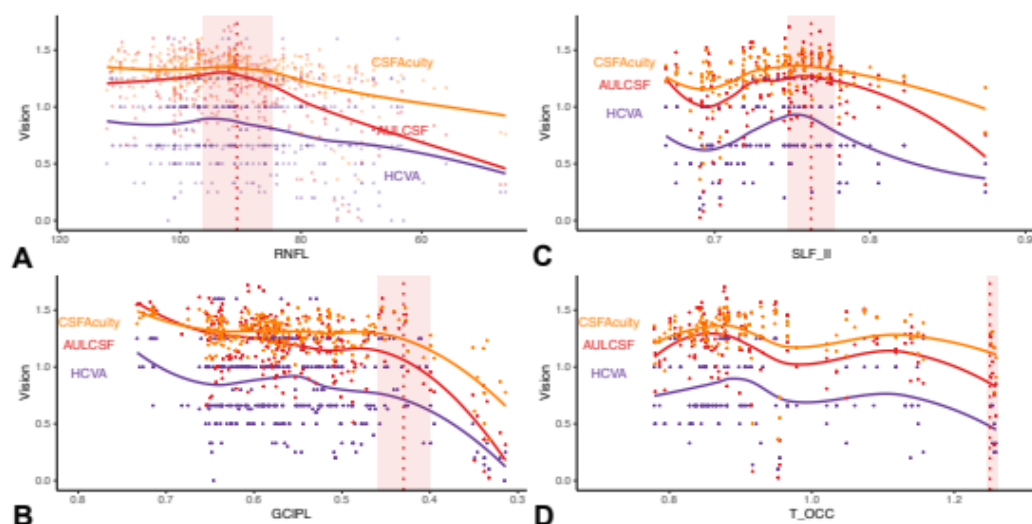 Vision
1.5
1.0
0.5
0.0
CSFAcuity
AULCSF
HCVA
120
100
80
60
RNFL
A
Vision
1.5
1.0
0.5
0.0
AULCSF
CSFAcuity
HCVA
0.7
0.8
0.9
SLF_II
C
Vision
1.5
1.0
0.5
0.0
CSFAcuity
AULCSF
HCVA
0.8
0.7
0.6
0.5
0.4
0.3
GCIPL
B
Vision
1.5
1.0
0.5
0.0
CSFAcuity
AULCSF
HCVA
0.8
1.0
1.2
T_OCC
D